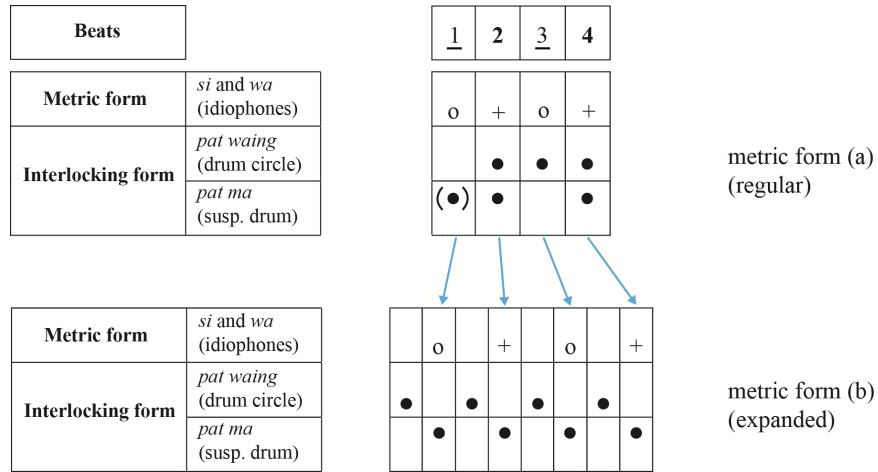 Beats
1 2 3 4
Metric form
si and wa
(idiophones)
o + o +
Interlocking form
pat waing
(drum circle)
● ● ●
pat ma
(susp. drum)
(●) ● ●
metric form (a)
(regular)
Metric form
si and wa
(idiophones)
o + o +
Interlocking form
pat waing
(drum circle)
● ● ● ●
pat ma
(susp. drum)
● ● ● ●
metric form (b)
(expanded)